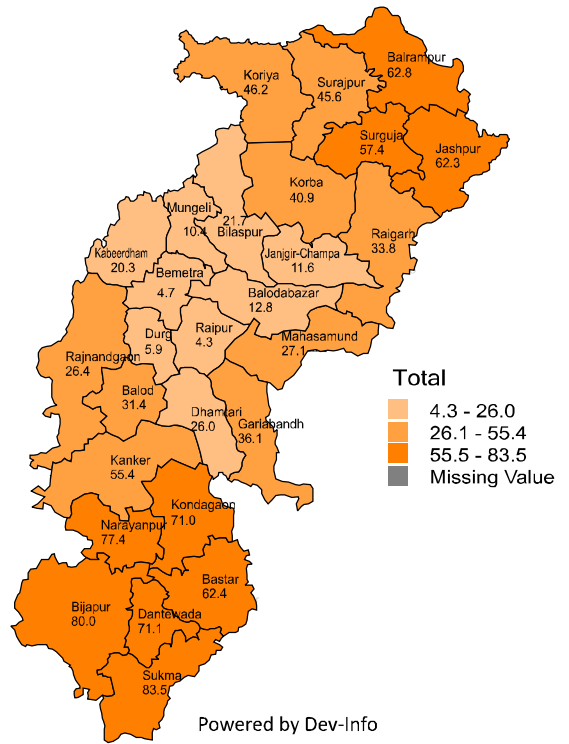 Balrampur
62.8
Koriya
46.2
Surajpur
45.6
Surguja
57.4
Jashpur
62.3
Korba
40.9
Mungeli
10.4
21.7
Bilaspur
Raigarh
33.8
Kabeerdham
20.3
Janjgir-Champa
11.6
Bemetra
4.7
Balodabazar
12.8
Durg
5.9
Raipur
4.3
Mahasamund
27.1
Rajnandgaon
26.4
Balod
31.4
Dhamtari
26.0
Gariabandh
36.1
Total
4.3 - 26.0
26.1 - 55.4
55.5 - 83.5
Missing Value
Kanker
55.4
Kondagaon
71.0
Narayanpur
77.4
Bastar
62.4
Bijapur
80.0
Dantewada
71.1
Sukma
83.5
Powered by Dev-Info